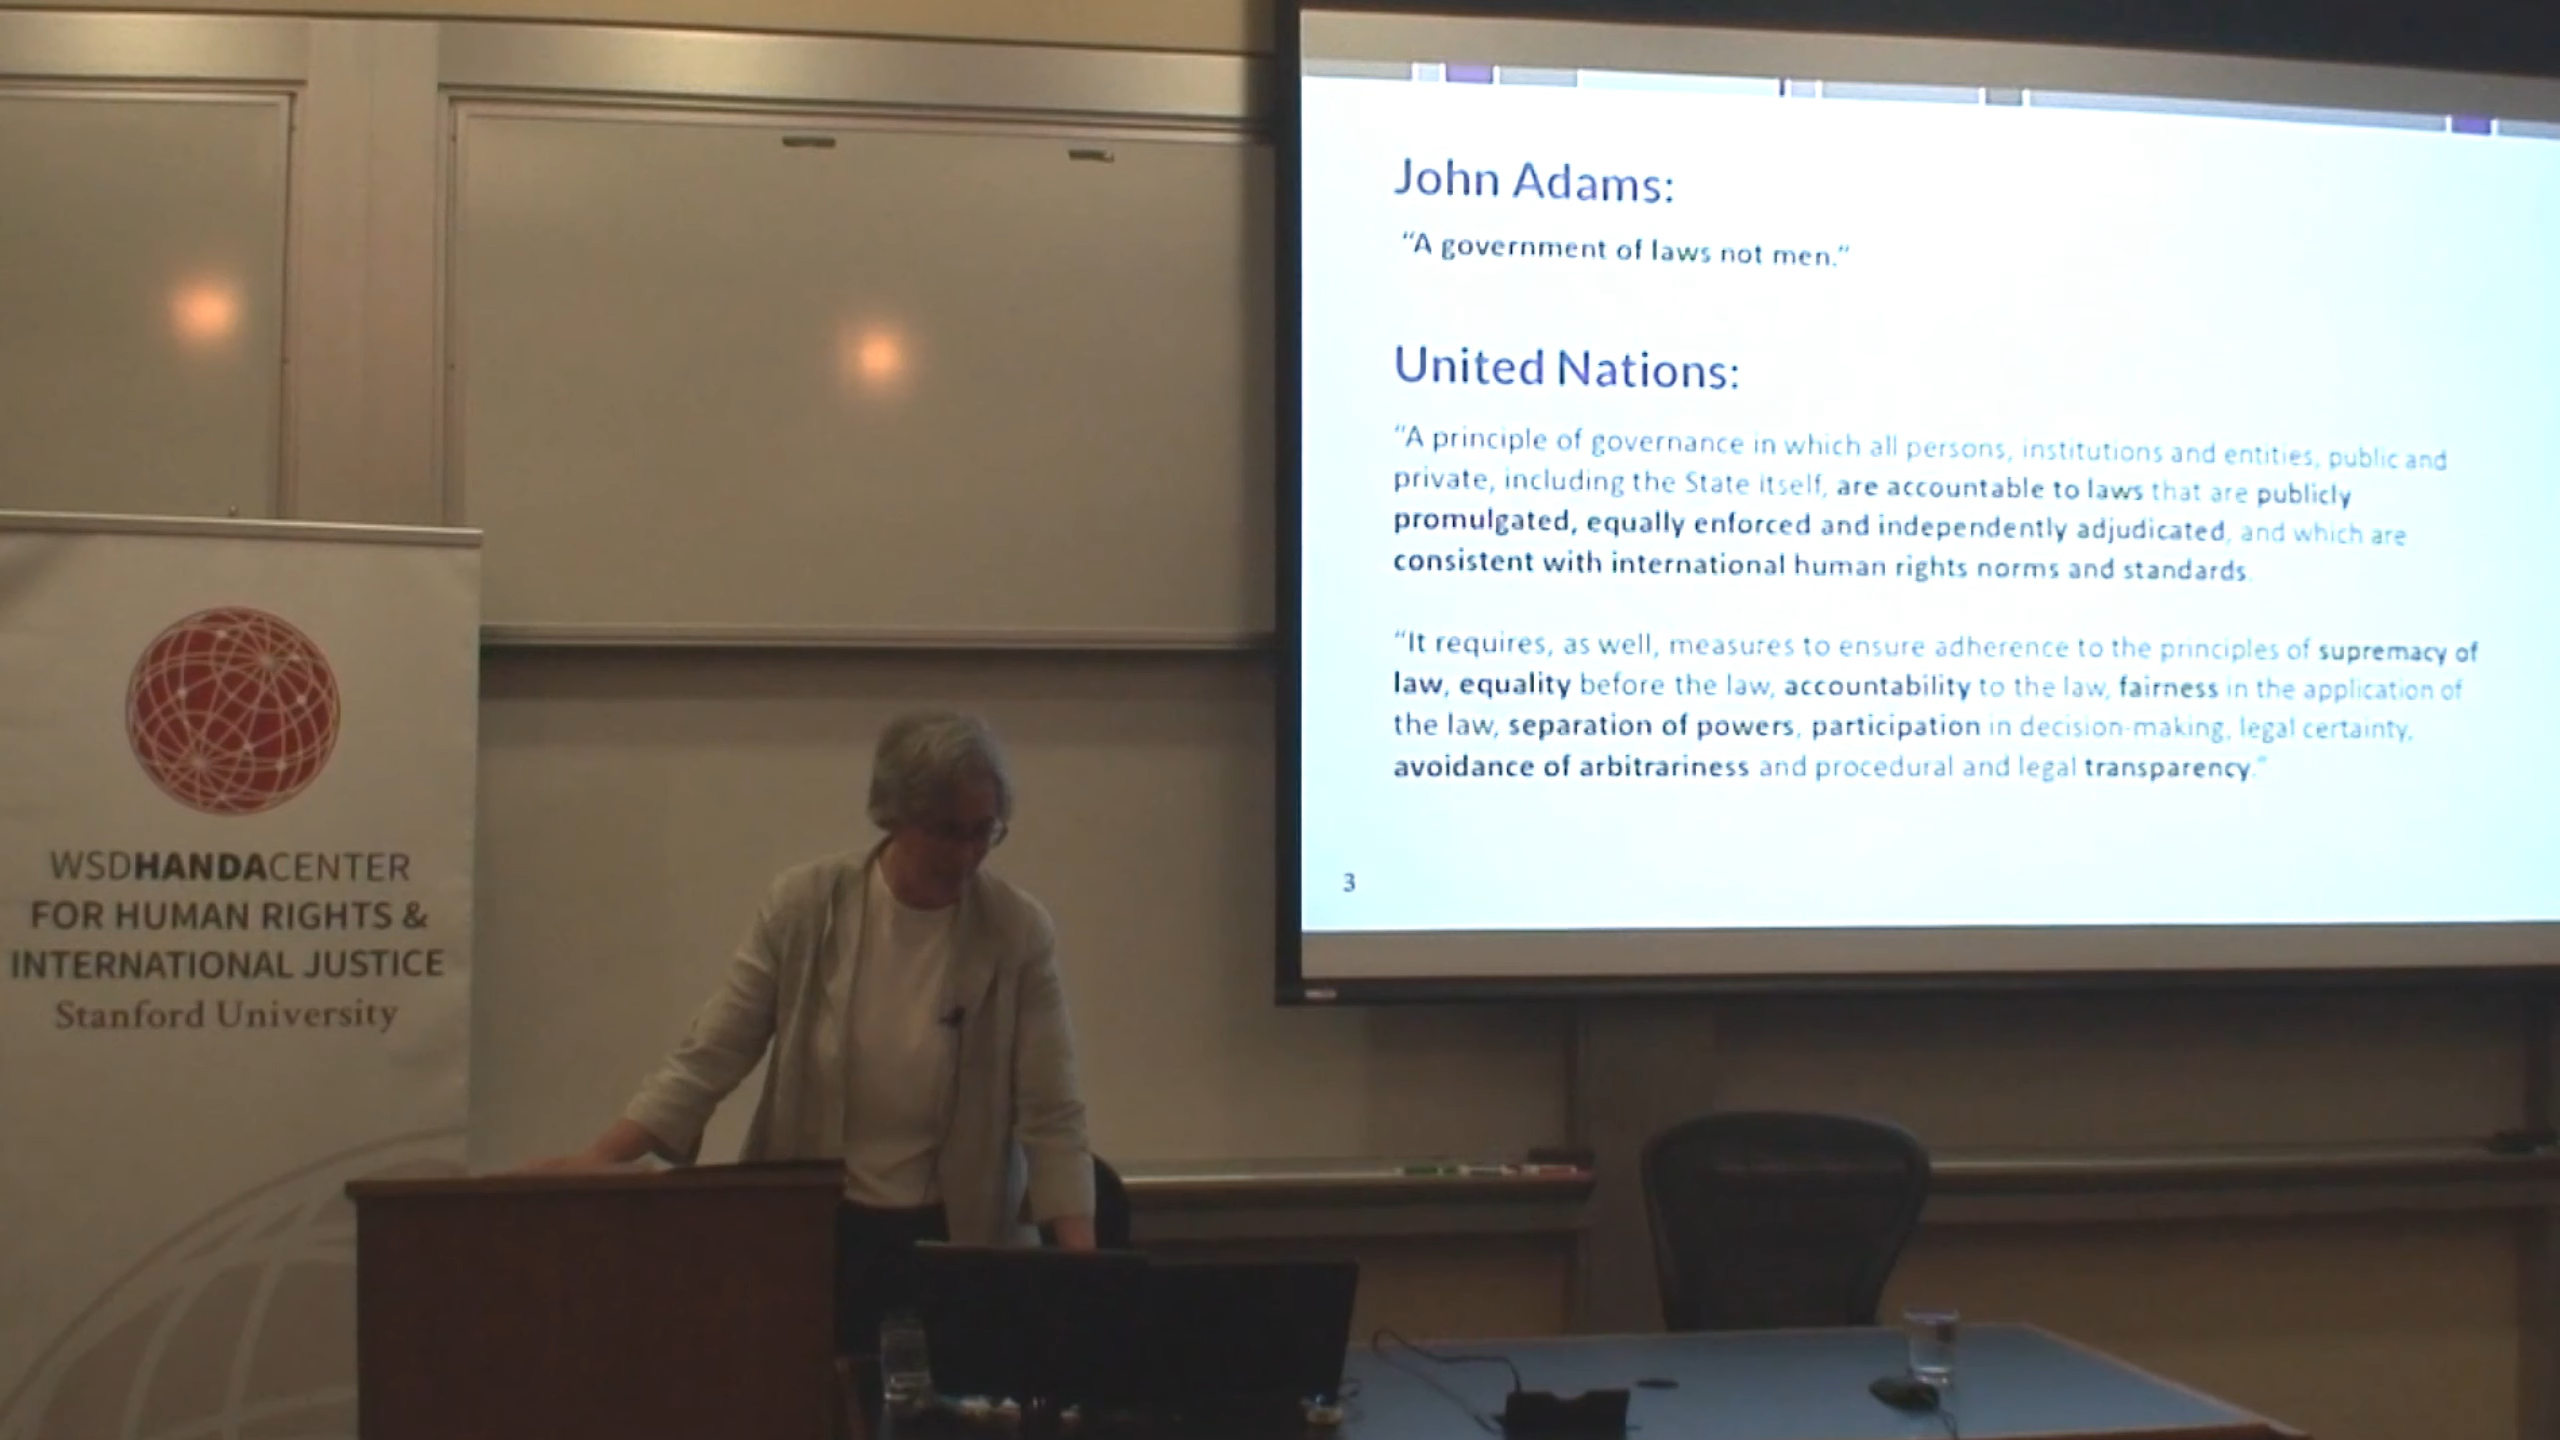 John Adams:
“A government of laws not men.”
United Nations:
“A principle of governance in which all persons, institutions and entities, public and
private, including the State itself, are accountable to laws that are publicly
promulgated, equally enforced and independently adjudicated, and which are
consistent with international human rights norms and standards.
“It requires, as well, measures to ensure adherence to the principles of supremacy of
law, equality before the law, accountability to the law, fairness in the application of
the law, separation of powers, participation in decision-making, legal certainty,
avoidance of arbitrariness and procedural and legal transparency.”
3
WSDHANDACENTER
FOR HUMAN RIGHTS &
INTERNATIONAL JUSTICE
Stanford University